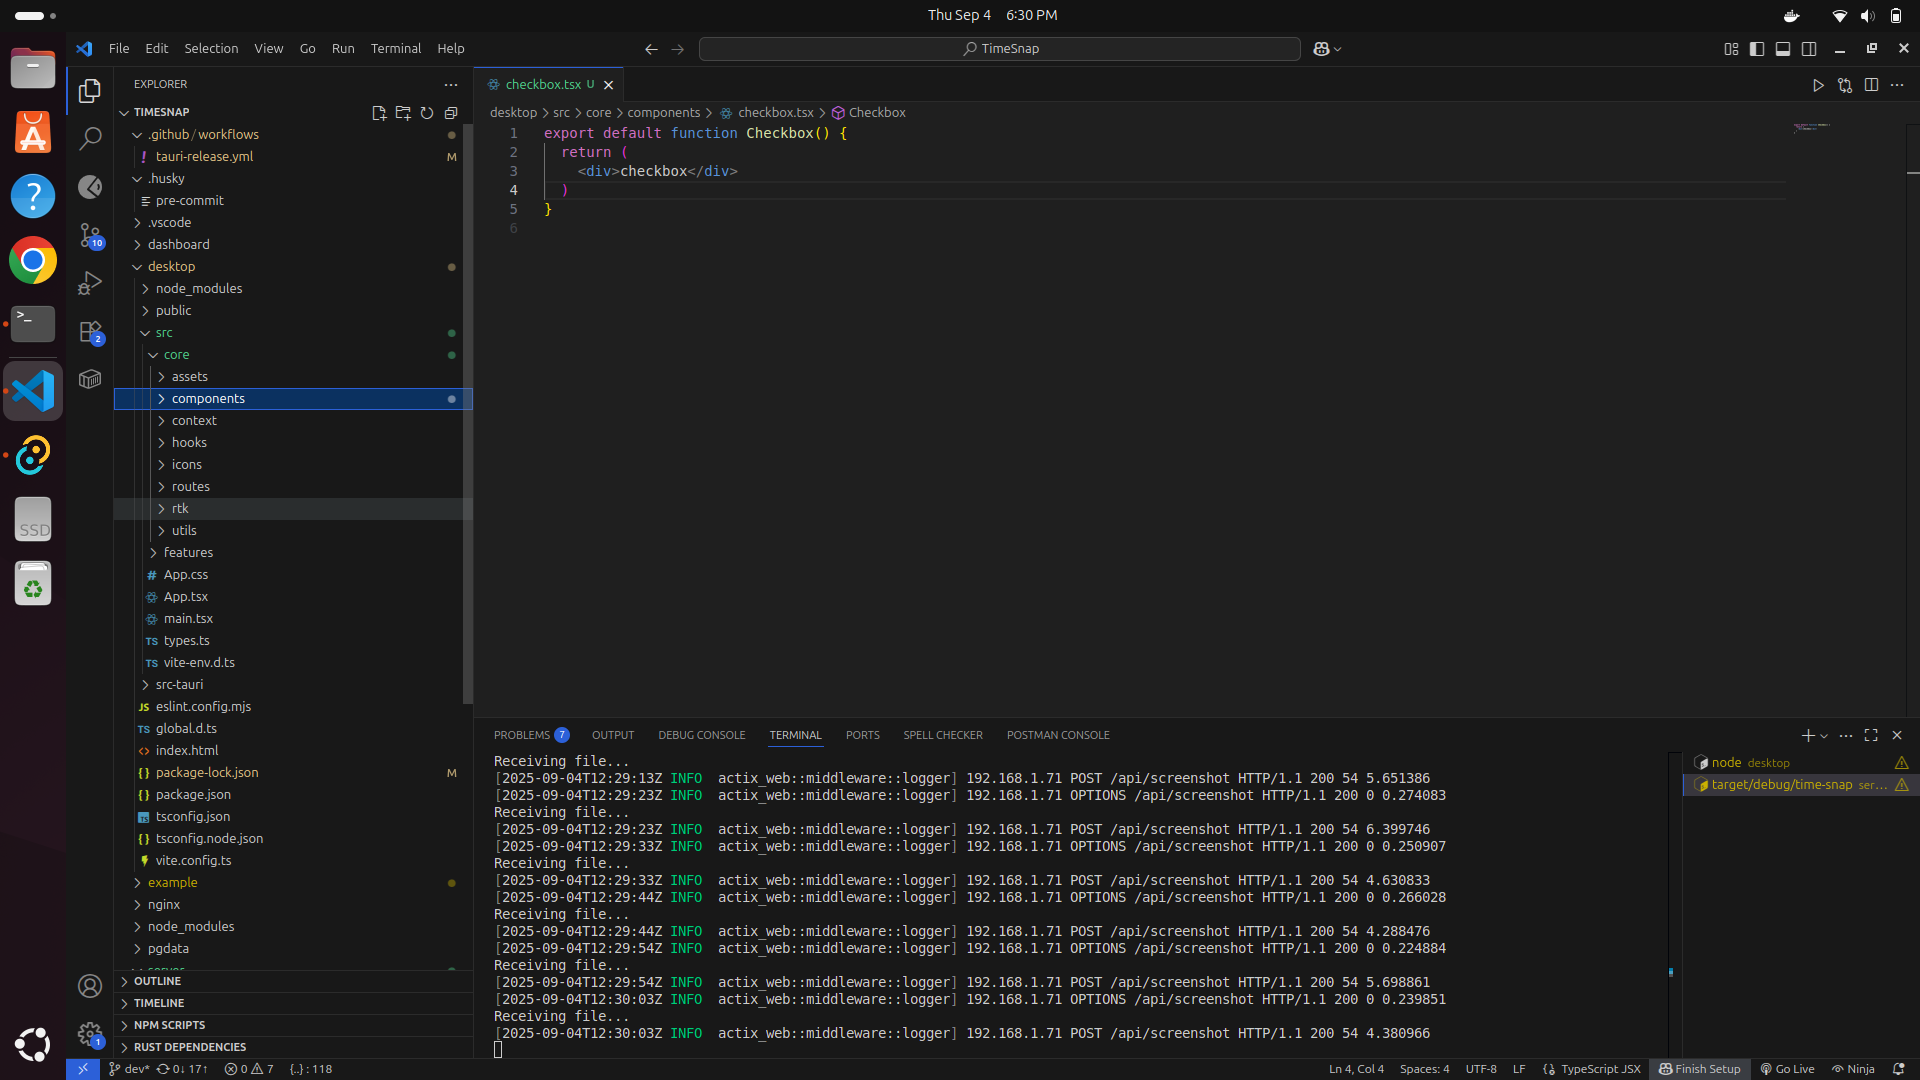 Thu Sep 4 6:30 PM
File Edit Selection View Go Run Terminal Help
TimeSnap
EXPLORER
TIMESNAP
.github/workflows
tauri-release.yml M
.husky
pre-commit
.vscode
dashboard
desktop
node_modules
public
src
core
assets
components
context
hooks
icons
routes
rtk
utils
features
App.css
App.tsx
main.tsx
TS types.ts
TS vite-env.d.ts
src-tauri
JS eslint.config.mjs
TS global.d.ts
index.html
{} package-lock.json M
{} package.json
tsconfig.json
{} tsconfig.node.json
vite.config.ts
example
nginx
node_modules
pgdata
server
OUTLINE
TIMELINE
NPM SCRIPTS
RUST DEPENDENCIES
10
2
1
SSD
checkbox.tsx U
desktop > src > core > components > checkbox.tsx > Checkbox
1 export default function Checkbox() {
2 return (
3 <div>checkbox</div>
4 )
5 }
6
PROBLEMS 7 OUTPUT DEBUG CONSOLE TERMINAL PORTS SPELL CHECKER POSTMAN CONSOLE
Receiving file...
[2025-09-04T12:29:13Z INFO actix_web::middleware::logger] 192.168.1.71 POST /api/screenshot HTTP/1.1 200 54 5.651386
[2025-09-04T12:29:23Z INFO actix_web::middleware::logger] 192.168.1.71 OPTIONS /api/screenshot HTTP/1.1 200 0 0.274083
Receiving file...
[2025-09-04T12:29:23Z INFO actix_web::middleware::logger] 192.168.1.71 POST /api/screenshot HTTP/1.1 200 54 6.399746
[2025-09-04T12:29:33Z INFO actix_web::middleware::logger] 192.168.1.71 OPTIONS /api/screenshot HTTP/1.1 200 0 0.250907
Receiving file...
[2025-09-04T12:29:33Z INFO actix_web::middleware::logger] 192.168.1.71 POST /api/screenshot HTTP/1.1 200 54 4.630833
[2025-09-04T12:29:44Z INFO actix_web::middleware::logger] 192.168.1.71 OPTIONS /api/screenshot HTTP/1.1 200 0 0.266028
Receiving file...
[2025-09-04T12:29:44Z INFO actix_web::middleware::logger] 192.168.1.71 POST /api/screenshot HTTP/1.1 200 54 4.288476
[2025-09-04T12:29:54Z INFO actix_web::middleware::logger] 192.168.1.71 OPTIONS /api/screenshot HTTP/1.1 200 0 0.224884
Receiving file...
[2025-09-04T12:29:54Z INFO actix_web::middleware::logger] 192.168.1.71 POST /api/screenshot HTTP/1.1 200 54 5.698861
[2025-09-04T12:30:03Z INFO actix_web::middleware::logger] 192.168.1.71 OPTIONS /api/screenshot HTTP/1.1 200 0 0.239851
Receiving file...
[2025-09-04T12:30:03Z INFO actix_web::middleware::logger] 192.168.1.71 POST /api/screenshot HTTP/1.1 200 54 4.380966
node desktop
target/debug/time-snap ser...
dev* 0↓ 17↑ 0 7 {..} : 118
Ln 4, Col 4 Spaces: 4 UTF-8 LF TypeScript JSX Finish Setup Go Live Ninja